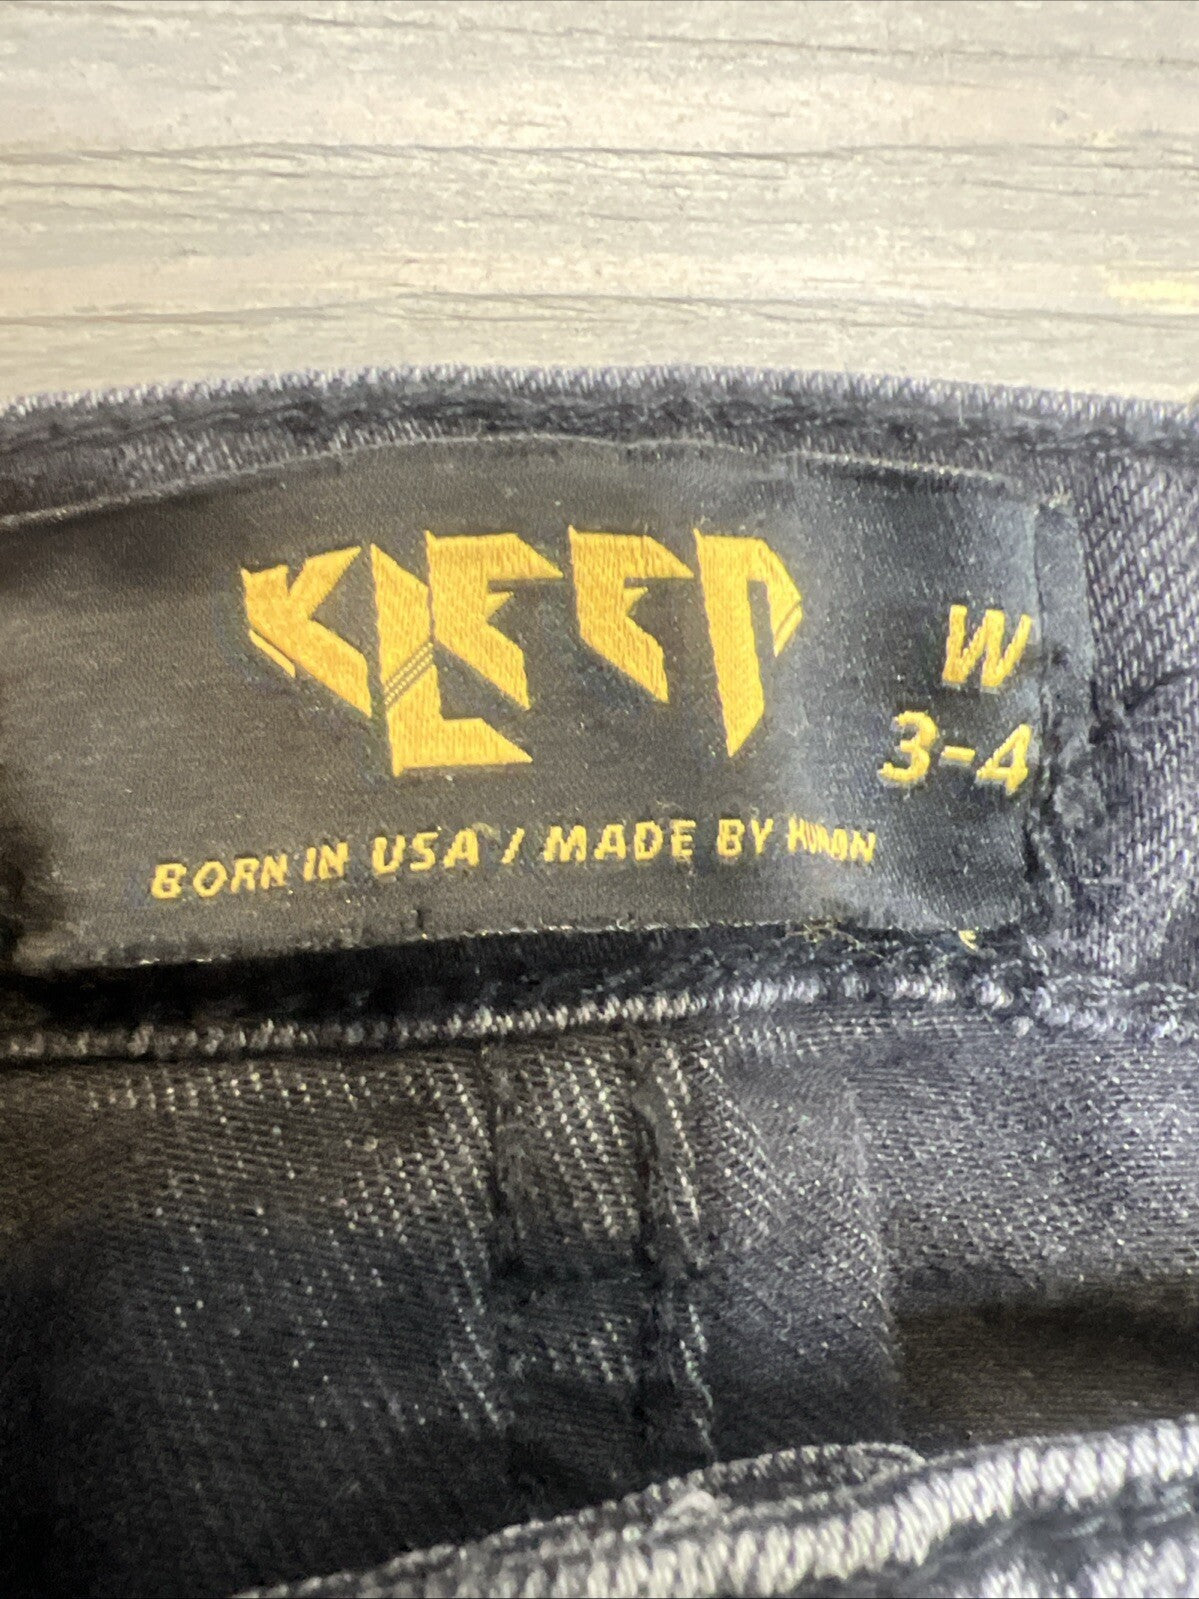 KLEEP
W
3-4
BORN IN USA / MADE BY HUMAN